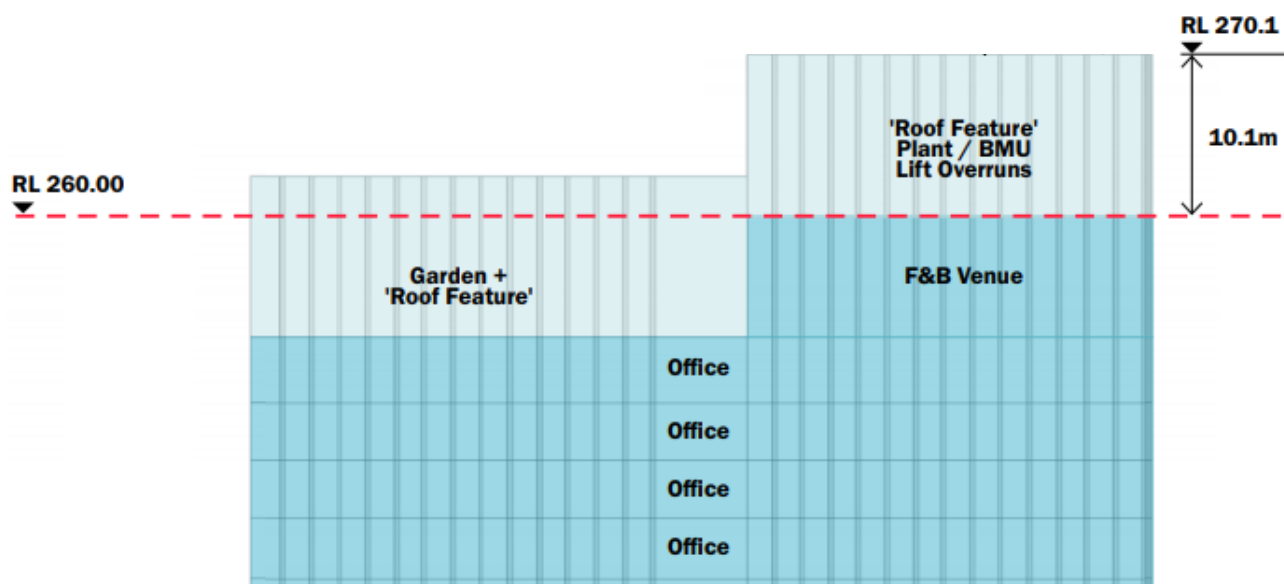 RL 270.1
'Roof Feature'
Plant / BMU
Lift Overruns
10.1m
RL 260.00
Garden +
'Roof Feature'
F&B Venue
Office
Office
Office
Office